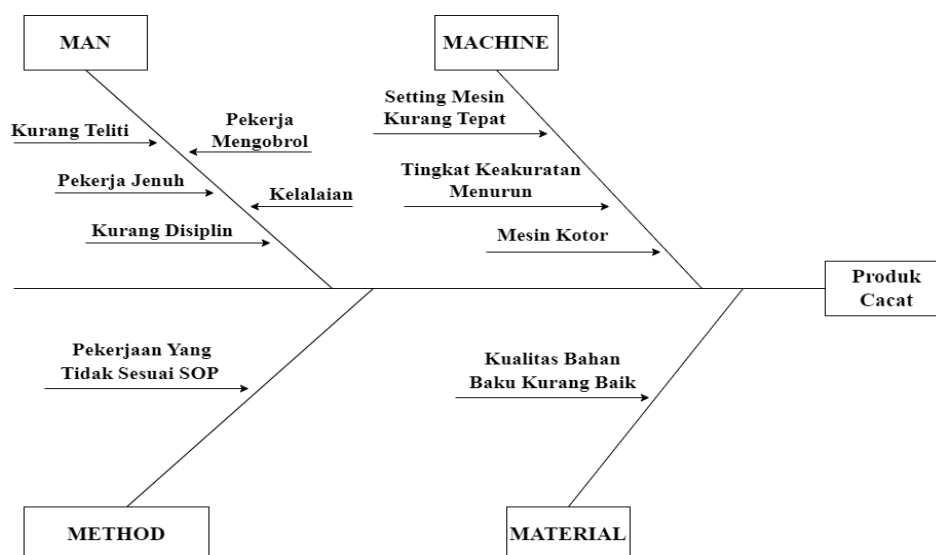 MAN
MACHINE
Kurang Teliti
Pekerja
Mengobrol
Pekerja Jenuh
Kelalaian
Kurang Disiplin
Setting Mesin
Kurang Tepat
Tingkat Keakuratan
Menurun
Mesin Kotor
Produk
Cacat
Pekerjaan Yang
Tidak Sesuai SOP
Kualitas Bahan
Baku Kurang Baik
METHOD
MATERIAL